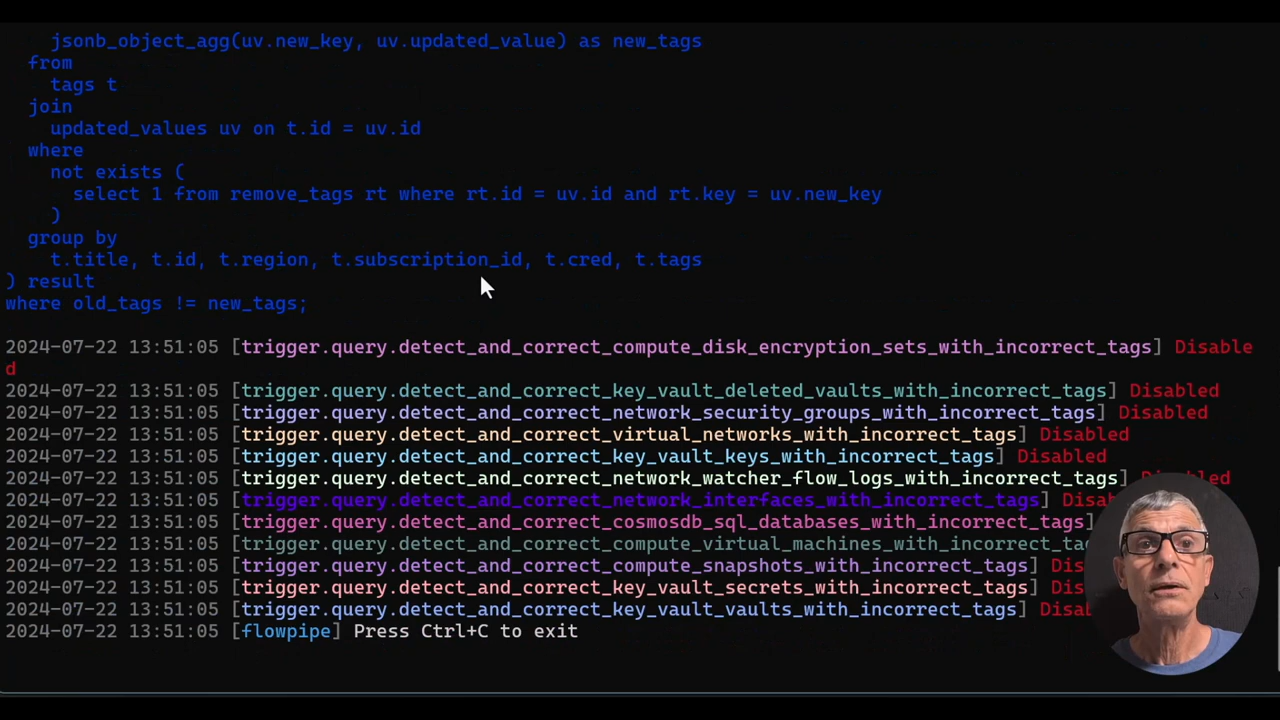 jsonb_object_agg(uv.new_key, uv.updated_value) as new_tags
from
tags t
join
updated_values uv on t.id = uv.id
where
not exists (
select 1 from remove_tags rt where rt.id = uv.id and rt.key = uv.new_key
)
group by
t.title, t.id, t.region, t.subscription_id, t.cred, t.tags
) result
where old_tags != new_tags;
2024-07-22 13:51:05 [trigger.query.detect_and_correct_compute_disk_encryption_sets_with_incorrect_tags] Disable
d
2024-07-22 13:51:05 [trigger.query.detect_and_correct_key_vault_deleted_vaults_with_incorrect_tags] Disabled
2024-07-22 13:51:05 [trigger.query.detect_and_correct_network_security_groups_with_incorrect_tags] Disabled
2024-07-22 13:51:05 [trigger.query.detect_and_correct_virtual_networks_with_incorrect_tags] Disabled
2024-07-22 13:51:05 [trigger.query.detect_and_correct_key_vault_keys_with_incorrect_tags] Disabled
2024-07-22 13:51:05 [trigger.query.detect_and_correct_network_watcher_flow_logs_with_incorrect_tags] Disabled
2024-07-22 13:51:05 [trigger.query.detect_and_correct_network_interfaces_with_incorrect_tags] Disab
2024-07-22 13:51:05 [trigger.query.detect_and_correct_cosmosdb_sql_databases_with_incorrect_tags]
2024-07-22 13:51:05 [trigger.query.detect_and_correct_compute_virtual_machines_with_incorrect_ta
2024-07-22 13:51:05 [trigger.query.detect_and_correct_compute_snapshots_with_incorrect_tags] Dis
2024-07-22 13:51:05 [trigger.query.detect_and_correct_key_vault_secrets_with_incorrect_tags] Dis
2024-07-22 13:51:05 [trigger.query.detect_and_correct_key_vault_vaults_with_incorrect_tags] Disab
2024-07-22 13:51:05 [flowpipe] Press Ctrl+C to exit